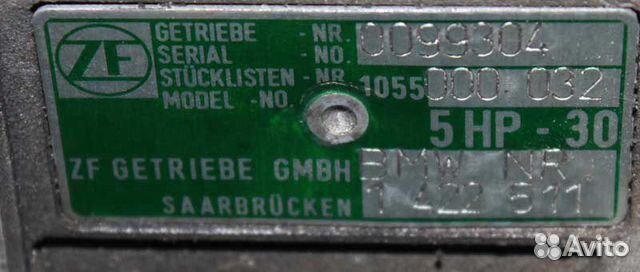 ZF
GETRIEBE - NR. 0099304
SERIAL - NO.
STÜCKLISTEN - NR. 1055 000 032
MODEL - NO.
5 HP - 30
ZF GETRIEBE GMBH BMW NR.
SAARBRÜCKEN 1 422 611
Avito